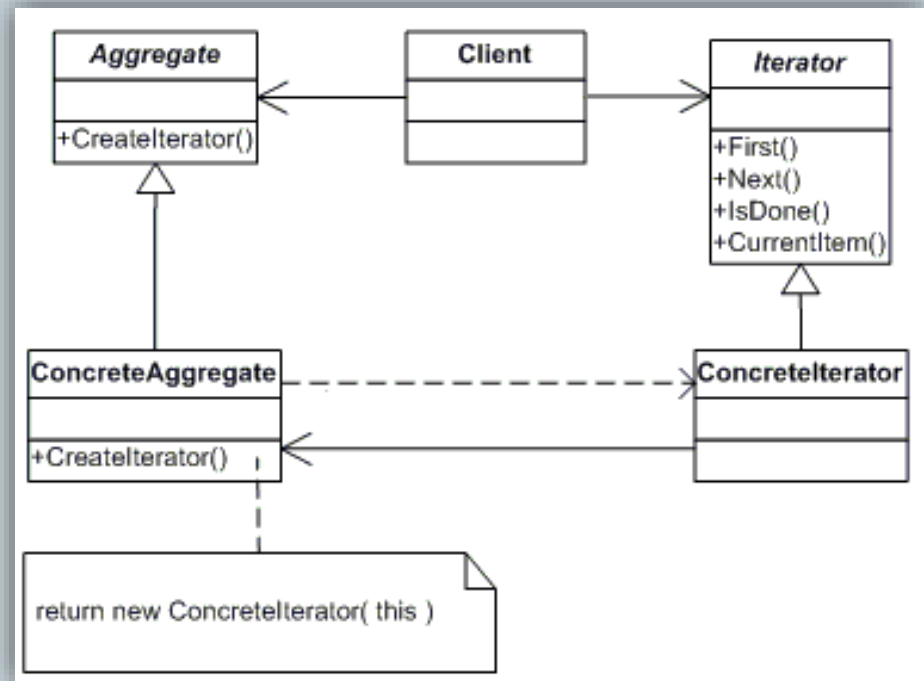 Aggregate
+CreateIterator()
Client
Iterator
+First()
+Next()
+IsDone()
+CurrentItem()
ConcreteAggregate
+CreateIterator()
ConcreteIterator
return new ConcreteIterator( this )